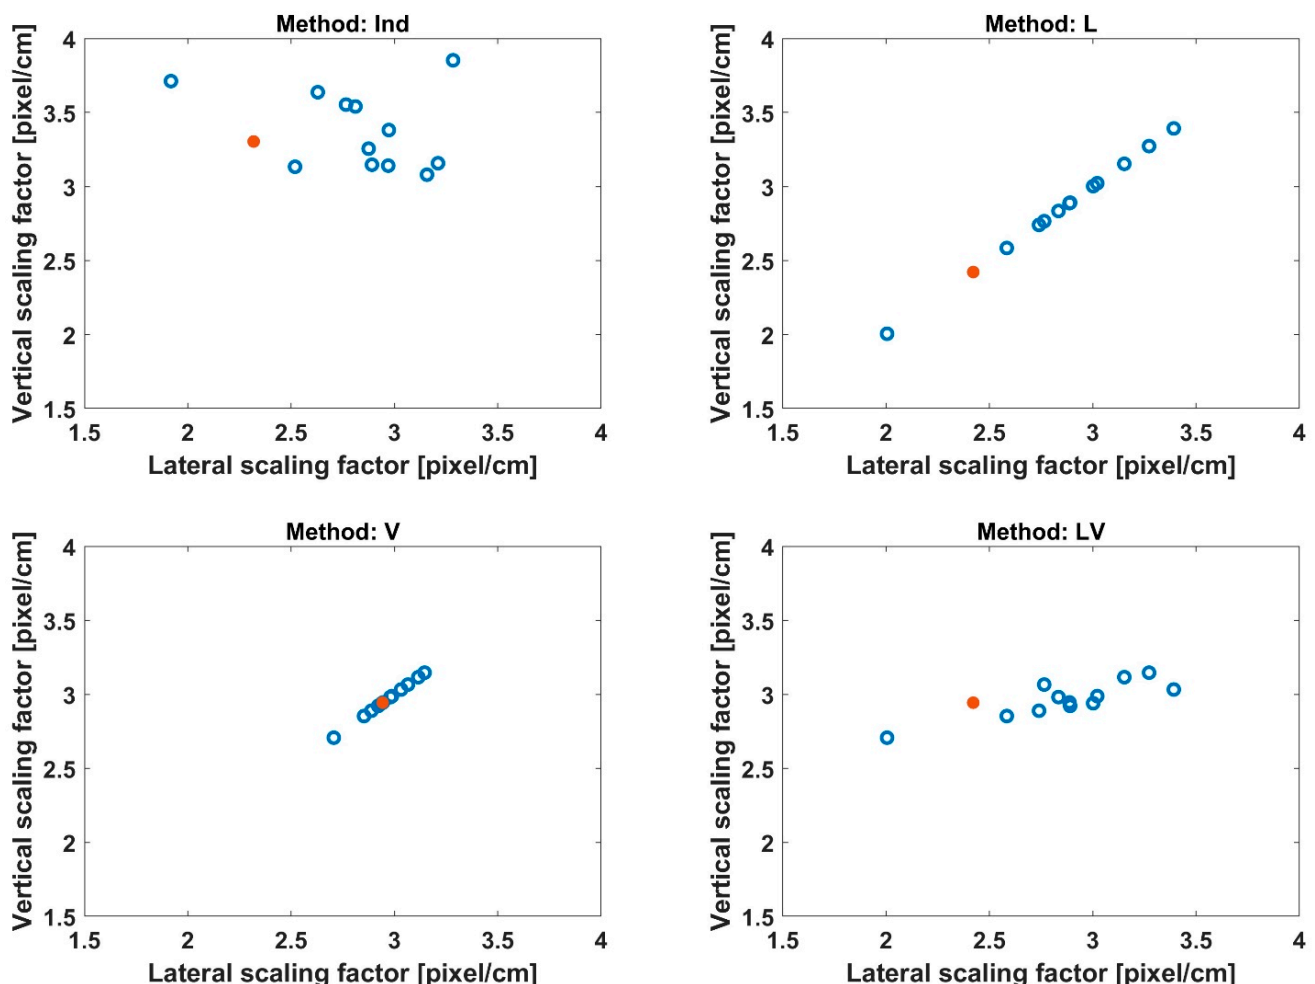 Method: Ind
4
3.5
3
2.5
2
1.5
1.5 2 2.5 3 3.5 4
Vertical scaling factor [pixel/cm]
Lateral scaling factor [pixel/cm]
Method: L
4
3.5
3
2.5
2
1.5
1.5 2 2.5 3 3.5 4
Vertical scaling factor [pixel/cm]
Lateral scaling factor [pixel/cm]
Method: V
4
3.5
3
2.5
2
1.5
1.5 2 2.5 3 3.5 4
Vertical scaling factor [pixel/cm]
Lateral scaling factor [pixel/cm]
Method: LV
4
3.5
3
2.5
2
1.5
1.5 2 2.5 3 3.5 4
Vertical scaling factor [pixel/cm]
Lateral scaling factor [pixel/cm]